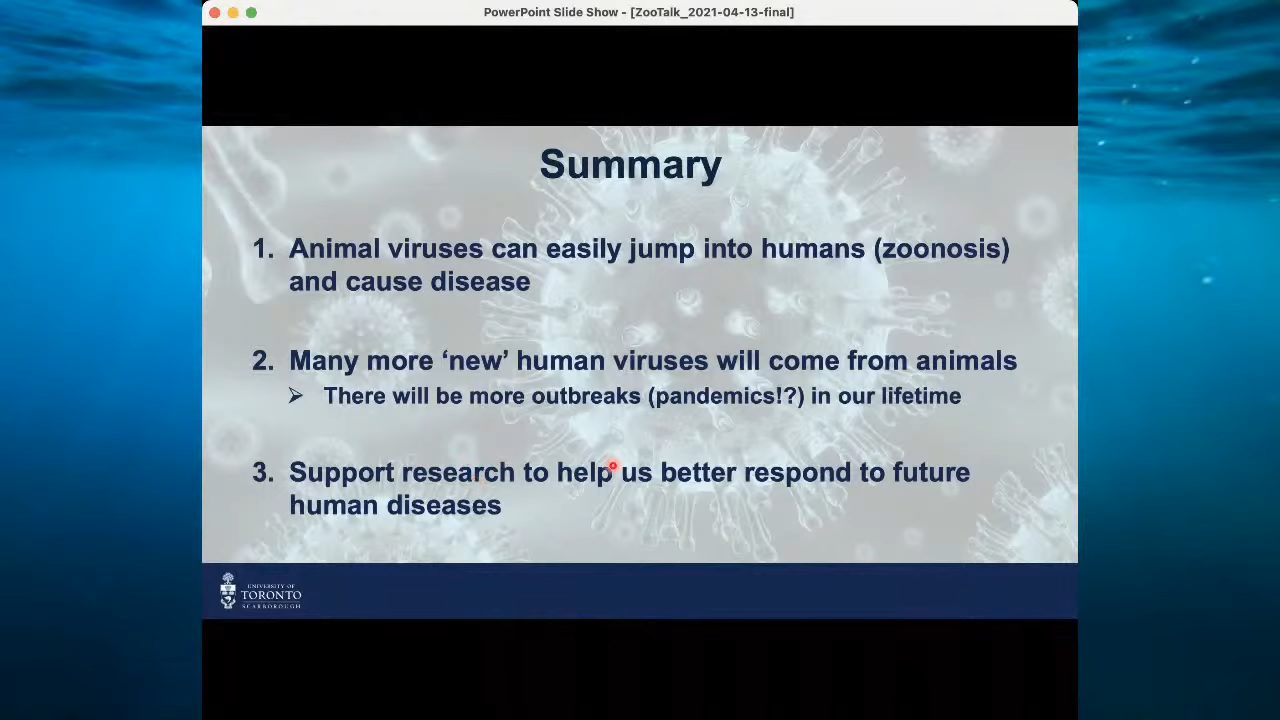 PowerPoint Slide Show - [ZooTalk_2021-04-13-final]
Summary
1. Animal viruses can easily jump into humans (zoonosis)
and cause disease
2. Many more ‘new’ human viruses will come from animals
➢ There will be more outbreaks (pandemics!?) in our lifetime
3. Support research to help us better respond to future
human diseases
UNIVERSITY OF
TORONTO
SCARBOROUGH